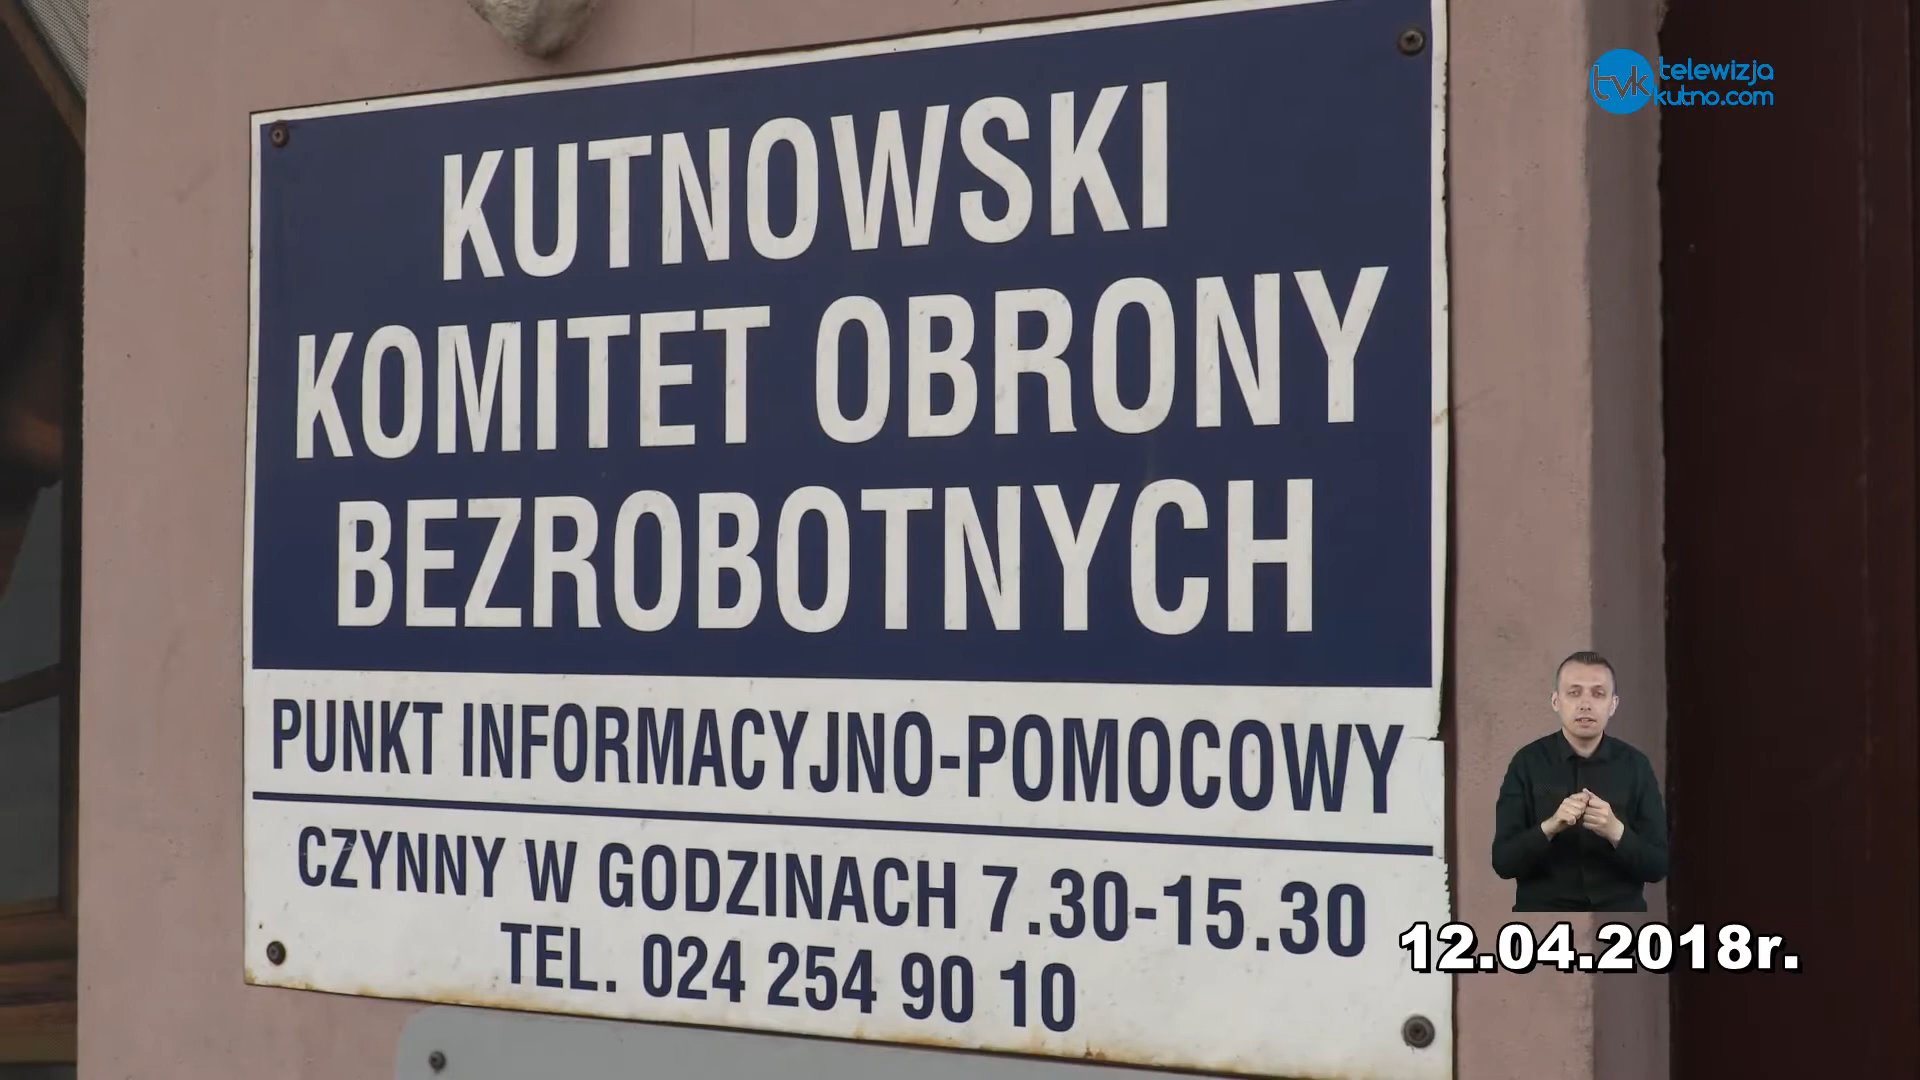 tvk telewizja
kutno.com
KUTNOWSKI
KOMITET OBRONY
BEZROBOTNYCH
PUNKT INFORMACYJNO-POMOCOWY
CZYNNY W GODZINACH 7.30-15.30
TEL. 024 254 90 10
12.04.2018r.